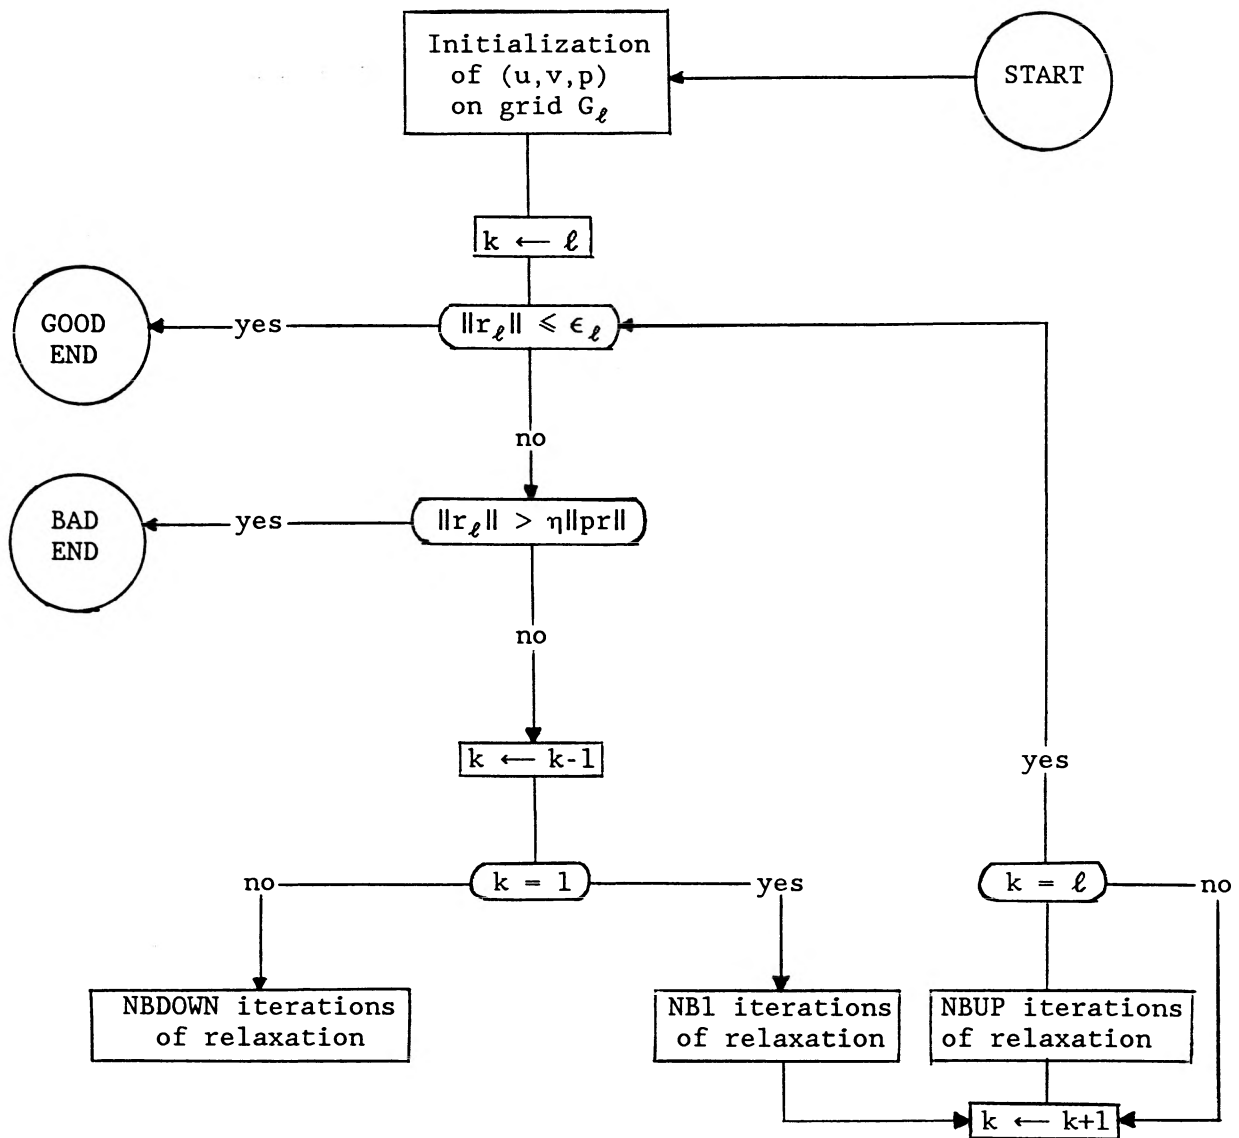 Initialization
of (u,v,p)
on grid Gℓ
START
k ← ℓ
GOOD
END
yes
‖rℓ‖ ⩽ ϵℓ
no
BAD
END
yes
‖rℓ‖ > η‖pr‖
no
k ← k-1
yes
no
k = 1
yes
k = ℓ
no
NBDOWN iterations
of relaxation
NB1 iterations
of relaxation
NBUP iterations
of relaxation
k ← k+1